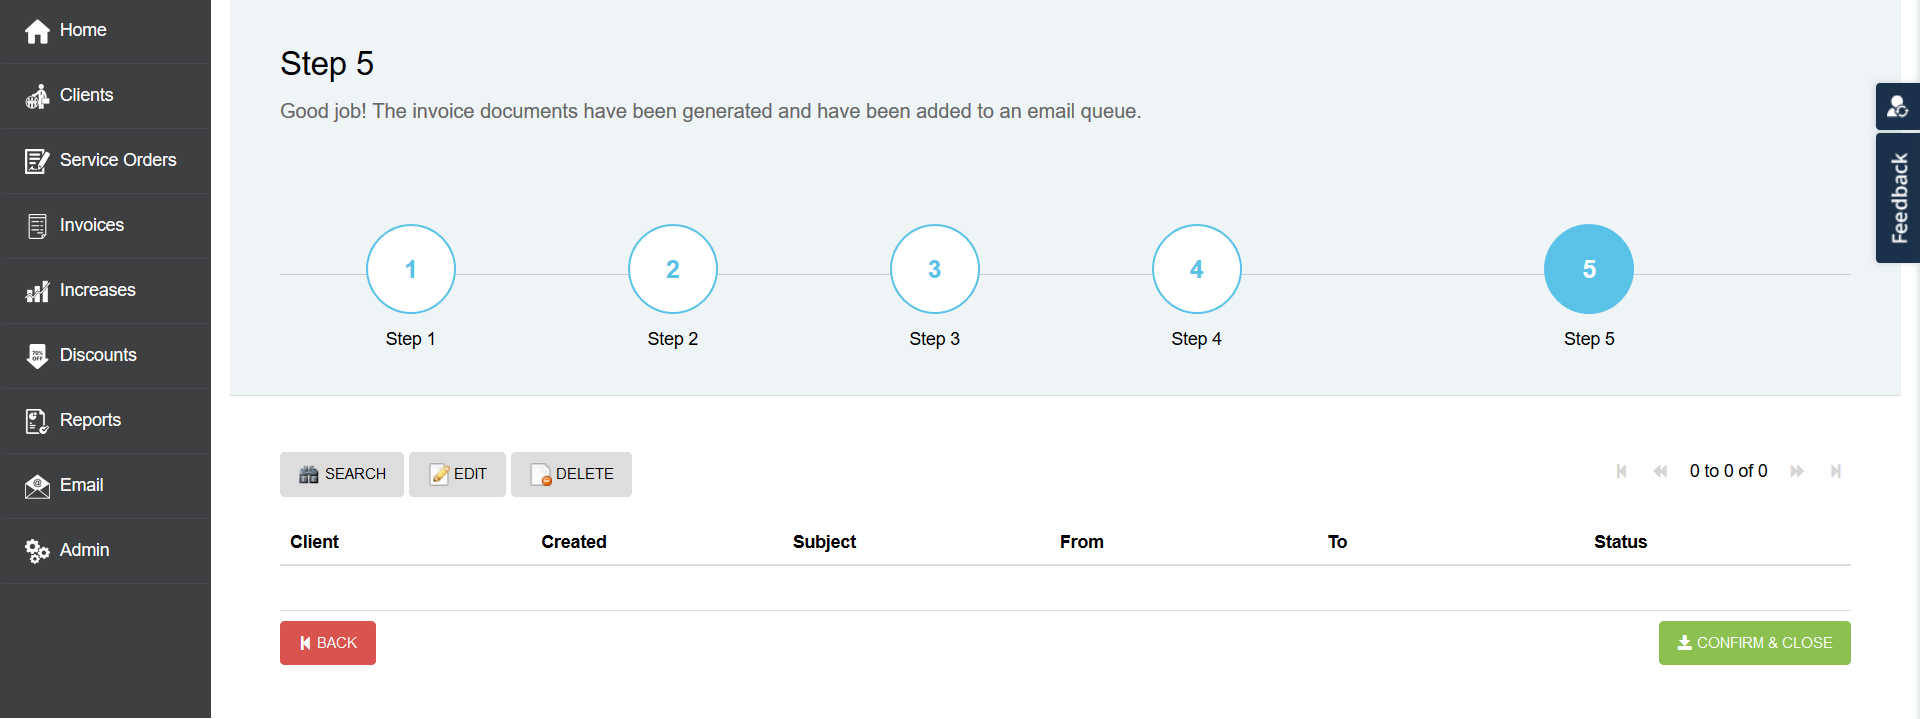 Home
Clients
Service Orders
Invoices
Increases
70%
OFF
Discounts
Reports
Email
Admin
Step 5
Good job! The invoice documents have been generated and have been added to an email queue.
1
2
3
4
5
Step 1
Step 2
Step 3
Step 4
Step 5
SEARCH
EDIT
DELETE
0 to 0 of 0
Client
Created
Subject
From
To
Status
BACK
CONFIRM & CLOSE
Feedback